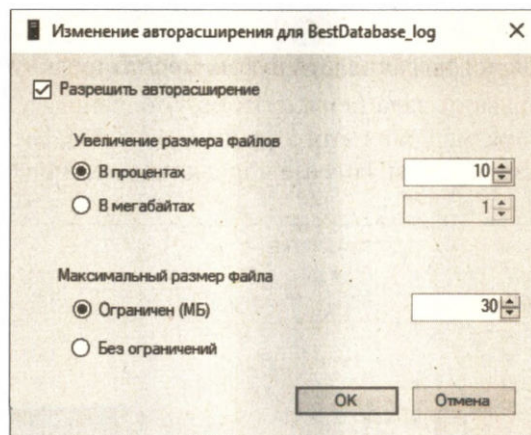 Изменение авторасширения для BestDatabase_log
Разрешить авторасширение
Увеличение размера файлов
В процентах 10
В мегабайтах 1
Максимальный размер файла
Ограничен (МБ) 30
Без ограничений
ОК Отмена